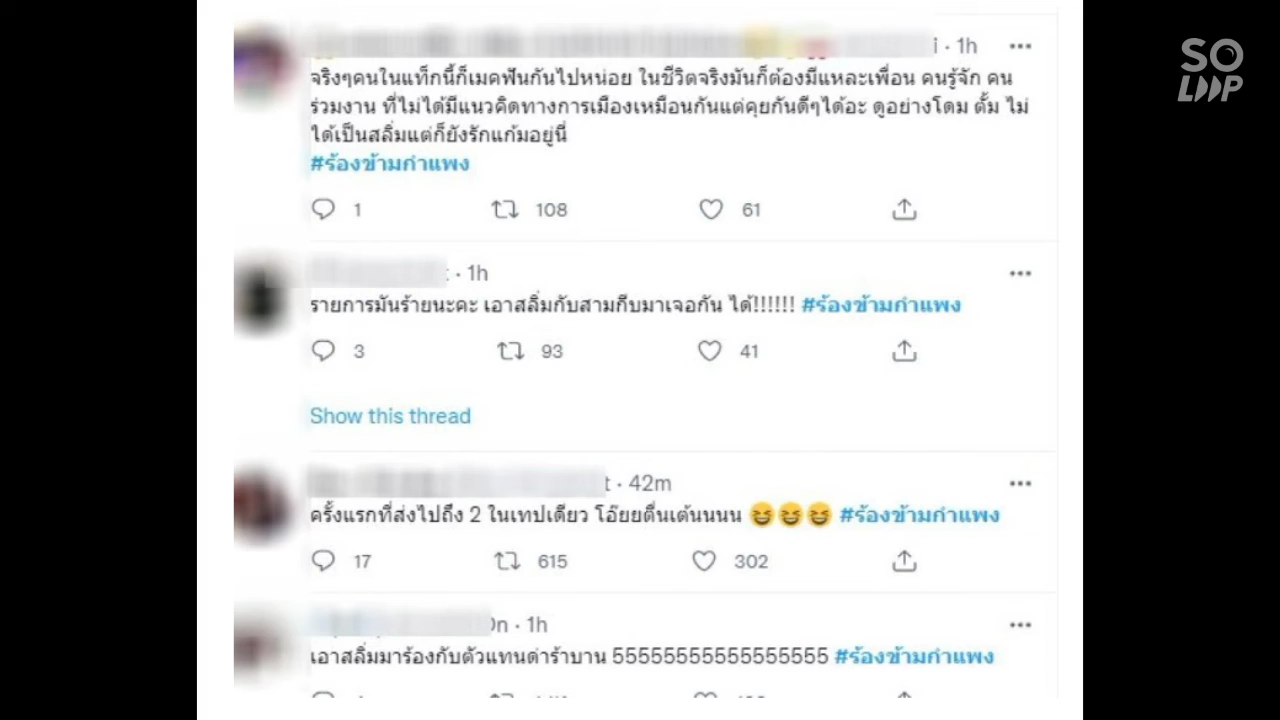 SO
LOOP
· 1h
จริงๆคนในแท็กนี้ก็เมคฟันกันไปหน่อย ในชีวิตจริงมันก็ต้องมีแหละเพื่อน คนรู้จัก คน
ร่วมงาน ที่ไม่ได้มีแนวคิดทางการเมืองเหมือนกันแต่คุยกันดีๆได้อะ ดูอย่างโดม ตั้ม ไม่
ได้เป็นสลิ่มแต่ก็ยังรักแก้มอยู่นี่
#ร้องข้ามกำแพง
1 108 61
· 1h
รายการมันร้ายนะคะ เอาสลิ่มกับสามกีบมาเจอกัน ได้!!!!!! #ร้องข้ามกำแพง
3 93 41
Show this thread
t · 42m
ครั้งแรกที่ส่งไปถึง 2 ในเทปเดียว โอ๊ยยตื่นเต้นนนน 😆😆😆 #ร้องข้ามกำแพง
17 615 302
· 1h
เอาสลิ่มมาร้องกับตัวแทนด่าร้าบาน 55555555555555555 #ร้องข้ามกำแพง